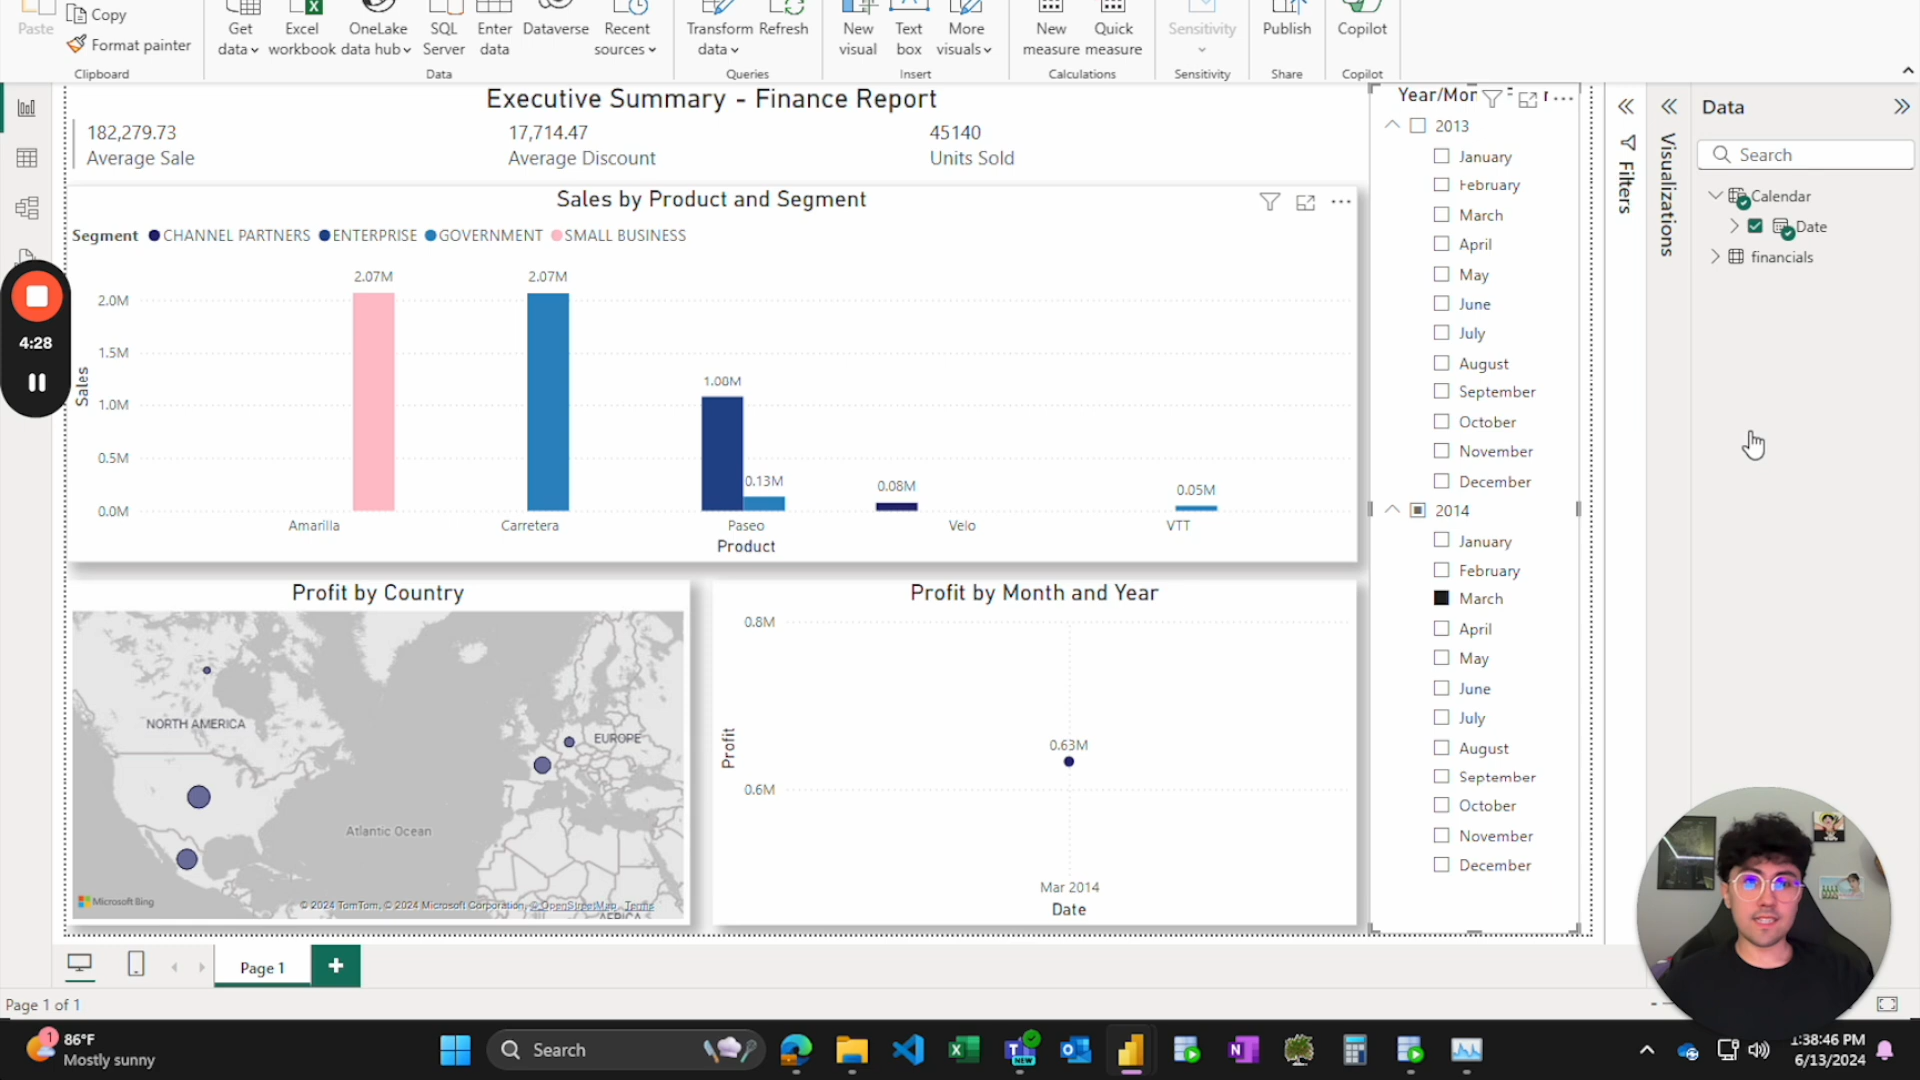 Paste
Copy
Format painter
Clipboard
Get data
Excel workbook
OneLake data hub
SQL Server
Enter data
Dataverse
Recent sources
Data
Transform data
Refresh
Queries
New visual
Text box
More visuals
Insert
New measure
Quick measure
Calculations
Sensitivity
Sensitivity
Publish
Share
Copilot
Copilot
Executive Summary - Finance Report
182,279.73
Average Sale
17,714.47
Average Discount
45140
Units Sold
Sales by Product and Segment
Segment CHANNEL PARTNERS ENTERPRISE GOVERNMENT SMALL BUSINESS
2.07M
2.07M
2.0M
1.5M
1.0M
0.5M
0.0M
Sales
0.13M
0.08M
0.05M
Amarilla
Carretera
Paseo
Velo
VTT
Product
4:28
Profit by Country
NORTH AMERICA
EUROPE
Atlantic Ocean
AFRICA
Microsoft Bing
© 2024 TomTom, © 2024 Microsoft Corporation, © OpenStreetMap Terms
Profit by Month and Year
0.8M
0.6M
Profit
0.63M
Mar 2014
Date
Year/Mon
2013
January
February
March
April
May
June
July
August
September
October
November
December
2014
January
February
March
April
May
June
July
August
September
October
November
December
Filters
Visualizations
Data
Search
Calendar
Date
financials
Page 1
Page 1 of 1
1
86°F
Mostly sunny
Search
NEW
1:38:46 PM
6/13/2024